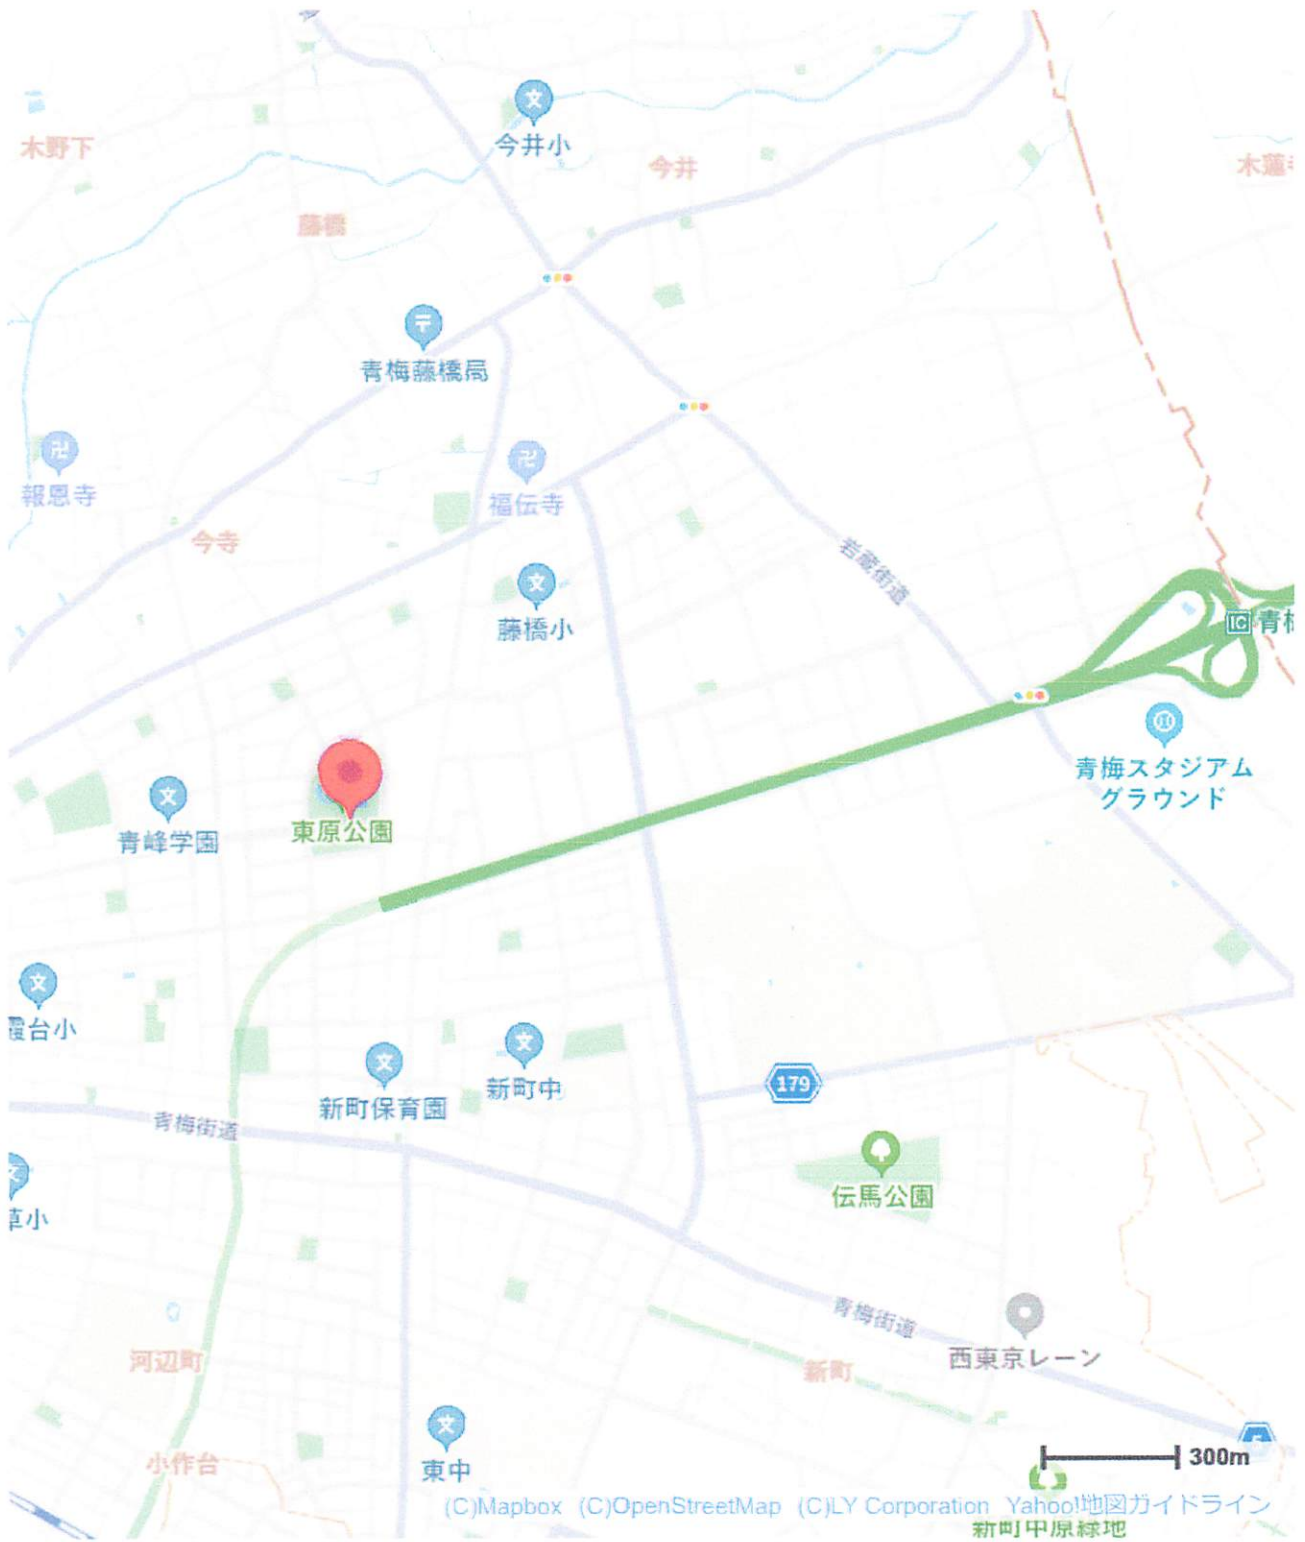 今井小
木野下
今井
藤橋
青梅藤橋局
報恩寺
福伝寺
今寺
若蔵街道
藤橋小
IC
青梅スタジアム
グラウンド
東原公園
青峰学園
霞台小
新町保育園
新町中
179
青梅街道
伝馬公園
草小
青梅街道
西東京レーン
河辺町
新町
小作台
東中
5
300m
(C)Mapbox (C)OpenStreetMap (C)LY Corporation Yahoo!地図ガイドライン
新町中原緑地